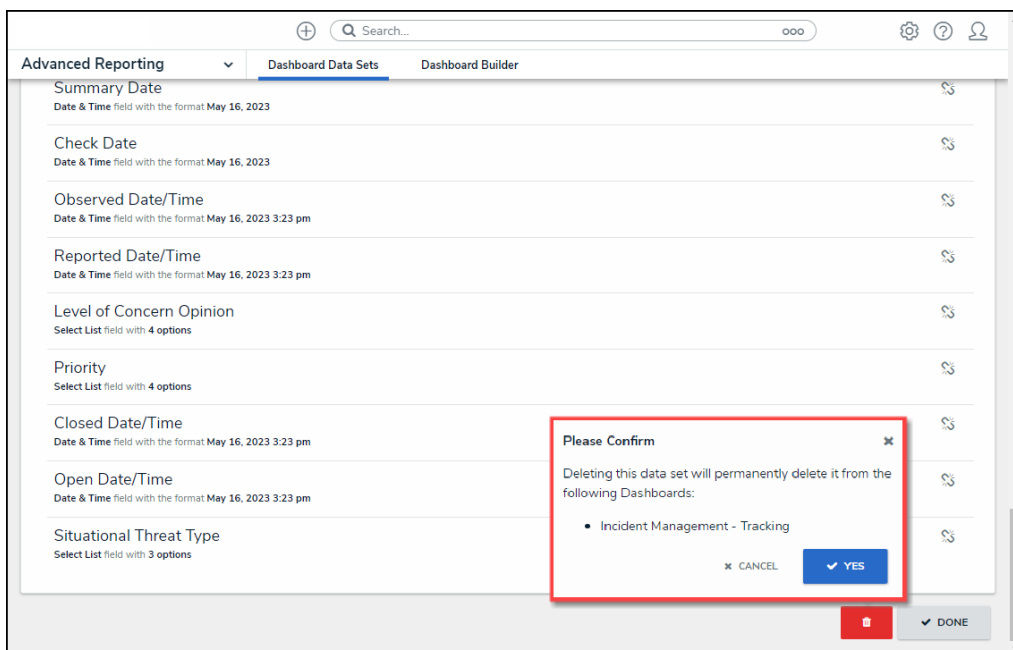 Search...
Advanced Reporting
Dashboard Data Sets
Dashboard Builder
Summary Date
Date & Time field with the format May 16, 2023
Check Date
Date & Time field with the format May 16, 2023
Observed Date/Time
Date & Time field with the format May 16, 2023 3:23 pm
Reported Date/Time
Date & Time field with the format May 16, 2023 3:23 pm
Level of Concern Opinion
Select List field with 4 options
Priority
Select List field with 4 options
Closed Date/Time
Date & Time field with the format May 16, 2023 3:23 pm
Open Date/Time
Date & Time field with the format May 16, 2023 3:23 pm
Situational Threat Type
Select List field with 3 options
Please Confirm
Deleting this data set will permanently delete it from the
following Dashboards:
• Incident Management - Tracking
CANCEL
YES
DONE